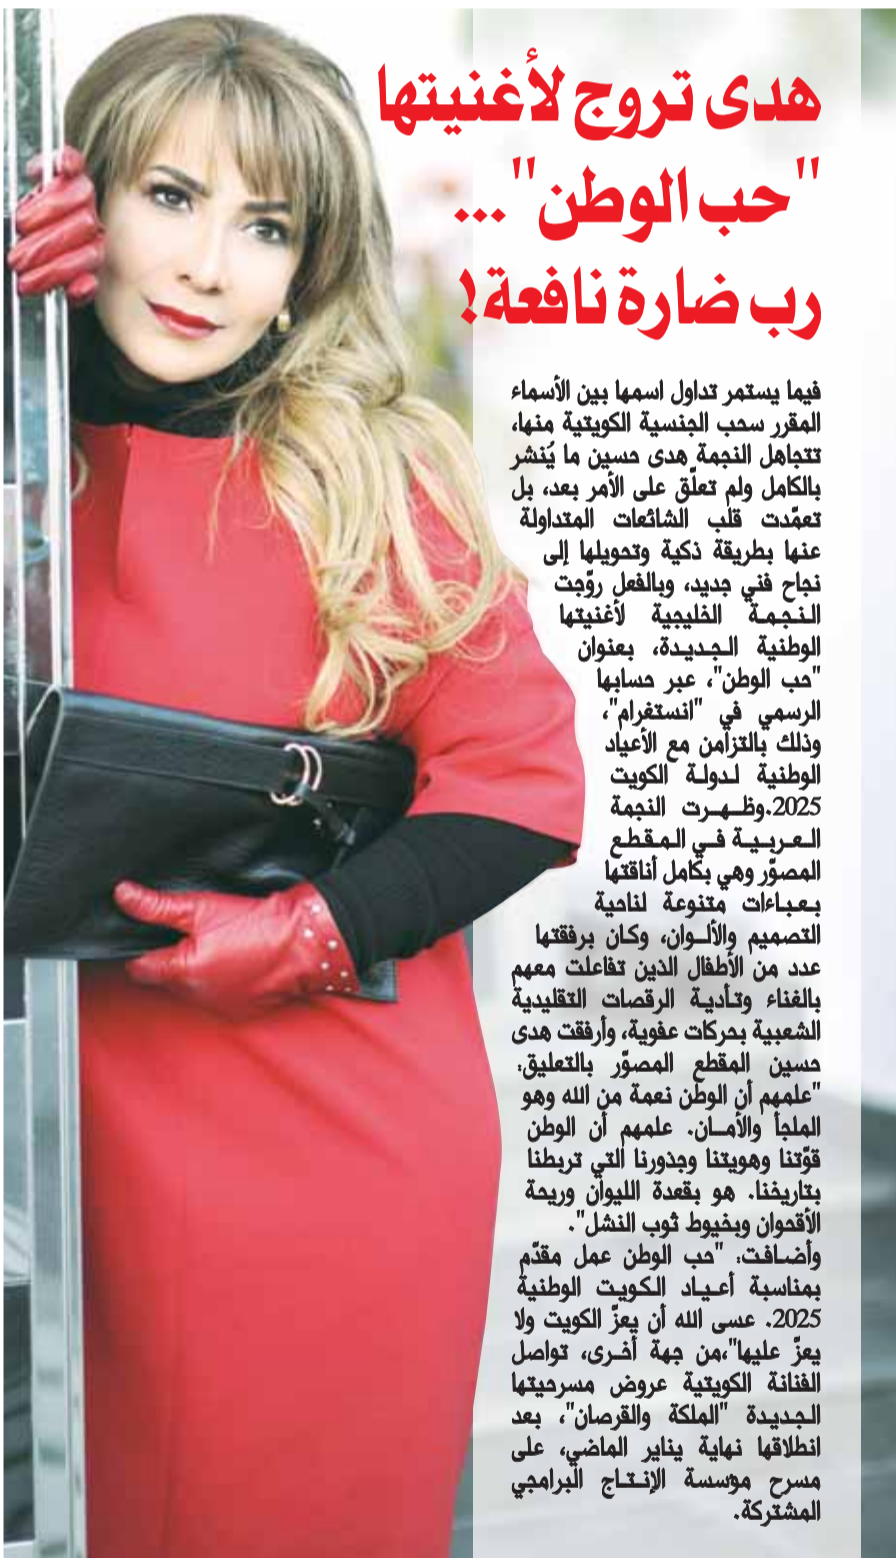 هدى تروج لأغنيتها
"حب الوطن"...
رب ضارة نافعة!
فيما يستمر تداول اسمها بين الأسماء
المقرر سحب الجنسية الكويتية منها،
تتجاهل النجمة هدى حسين ما يُنشر
بالكامل ولم تعلّق على الأمر بعد، بل
تعمّدت قلب الشائعات المتداولة
عنها بطريقة ذكية وتحويلها إلى
نجاح فني جديد، وبالفعل روّجت
النجمة الخليجية لأغنيتها
الوطنية الجديدة، بعنوان
"حب الوطن"، عبر حسابها
الرسمي في "انستغرام"،
وذلك بالتزامن مع الأعياد
الوطنية لدولة الكويت
2025.وظهرت النجمة
العربية في المقطع
المصوّر وهي بكامل أناقتها
بعباءات متنوعة لناحية
التصميم والألوان، وكان برفقتها
عدد من الأطفال الذين تفاعلت معهم
بالغناء وتأدية الرقصات التقليدية
الشعبية بحركات عفوية، وأرفقت هدى
حسين المقطع المصوّر بالتعليق:
"علمهم أن الوطن نعمة من الله وهو
الملجأ والأمان. علمهم أن الوطن
قوّتنا وهويتنا وجذورنا التي تربطنا
بتاريخنا. هو بقعدة الليوان وريحة
الأقحوان وبخيوط ثوب النشل".
وأضافت: "حب الوطن عمل مقدّم
بمناسبة أعياد الكويت الوطنية
2025. عسى الله أن يعزّ الكويت ولا
يعزّ عليها"،من جهة أخرى، تواصل
الفنانة الكويتية عروض مسرحيتها
الجديدة "الملكة والقرصان"، بعد
انطلاقها نهاية يناير الماضي، على
مسرح مؤسسة الإنتاج البرامجي
المشتركة.